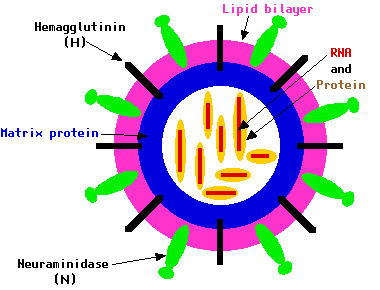 Lipid bilayer
Hemagglutinin
(H)
RNA
and
Protein
Matrix protein
Neuraminidase
(N)